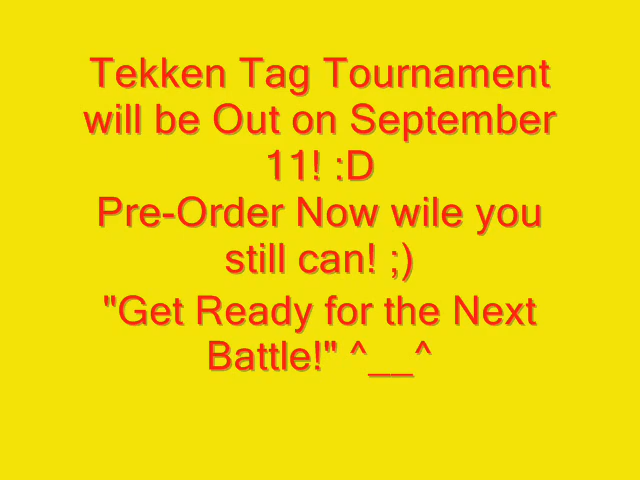 Tekken Tag Tournament
will be Out on September
11! :D
Pre-Order Now wile you
still can! ;)
"Get Ready for the Next
Battle!" ^__^